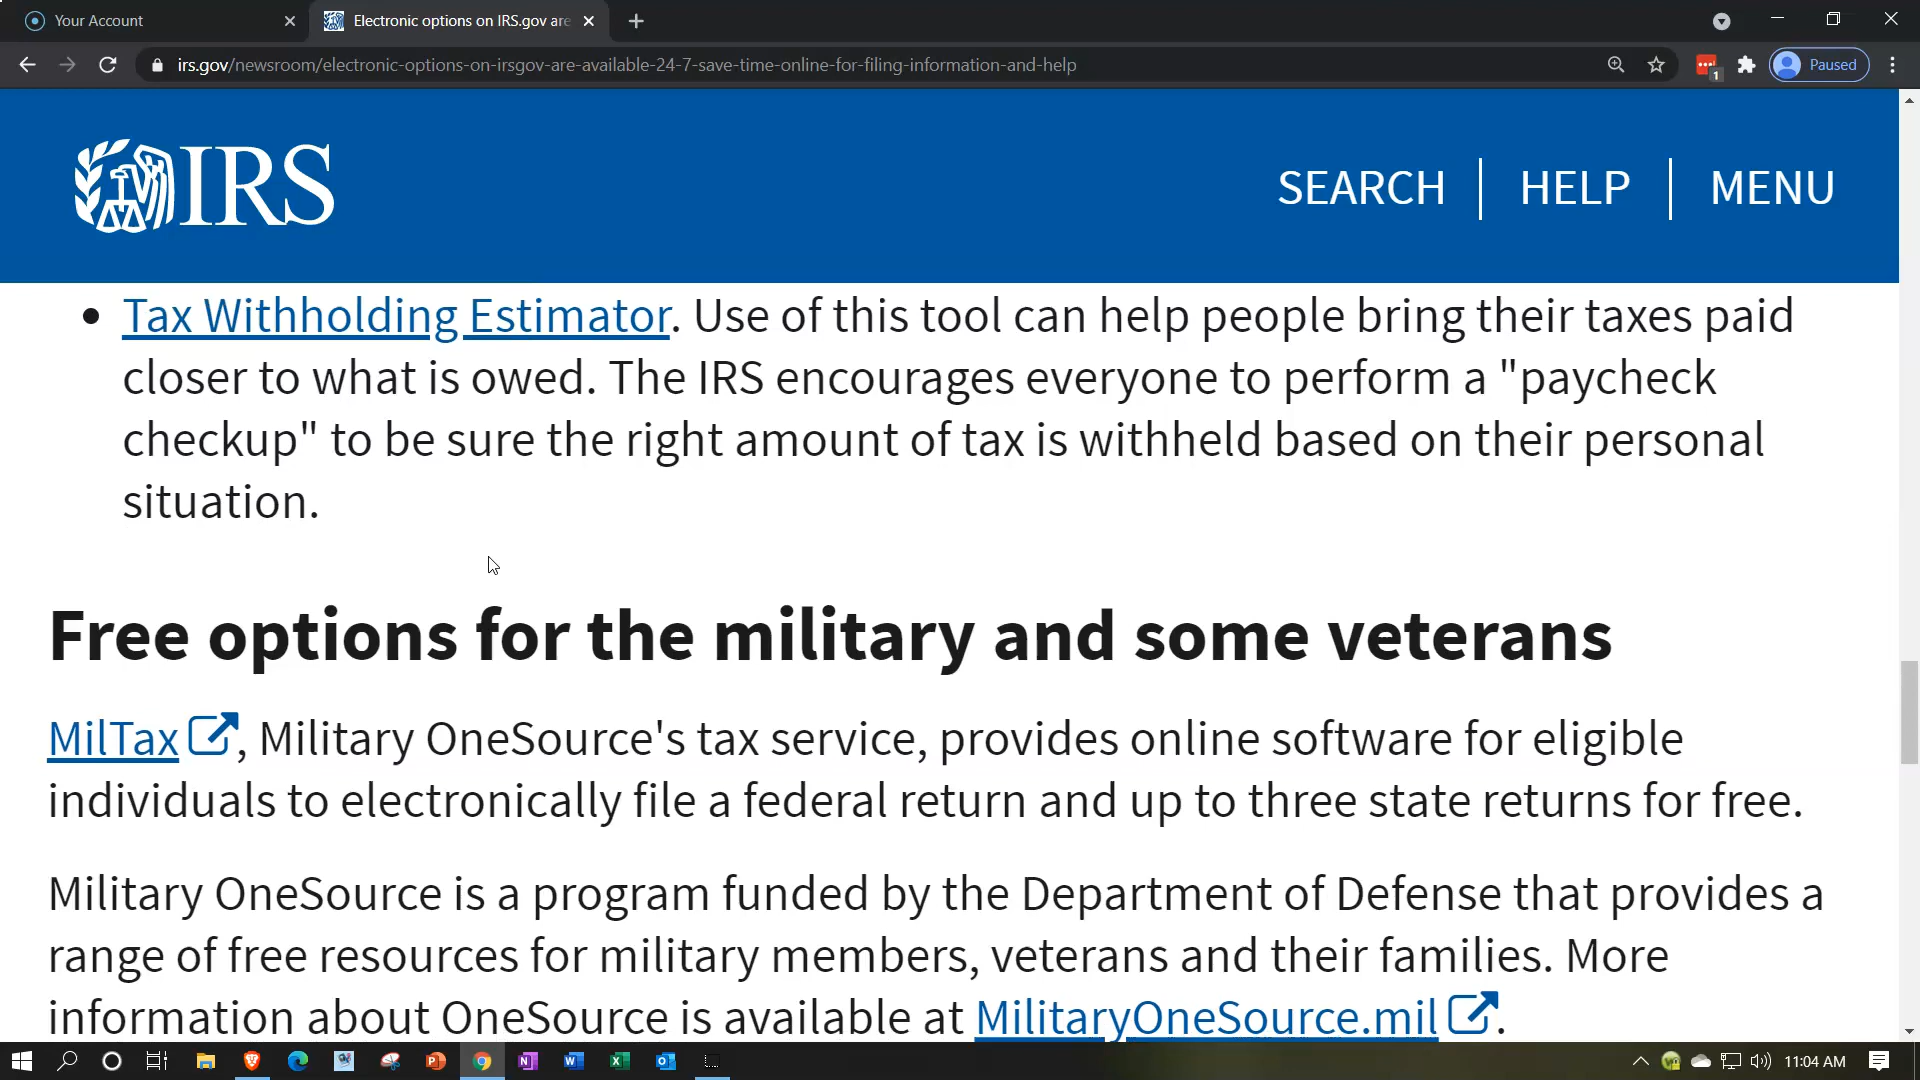 Your Account
Electronic options on IRS.gov are
irs.gov/newsroom/electronic-options-on-irsgov-are-available-24-7-save-time-online-for-filing-information-and-help
1
Paused
IRS
SEARCH
HELP
MENU
Tax Withholding Estimator. Use of this tool can help people bring their taxes paid
closer to what is owed. The IRS encourages everyone to perform a "paycheck
checkup" to be sure the right amount of tax is withheld based on their personal
situation.
Free options for the military and some veterans
MilTax, Military OneSource's tax service, provides online software for eligible
individuals to electronically file a federal return and up to three state returns for free.
Military OneSource is a program funded by the Department of Defense that provides a
range of free resources for military members, veterans and their families. More
information about OneSource is available at MilitaryOneSource.mil.
11:04 AM